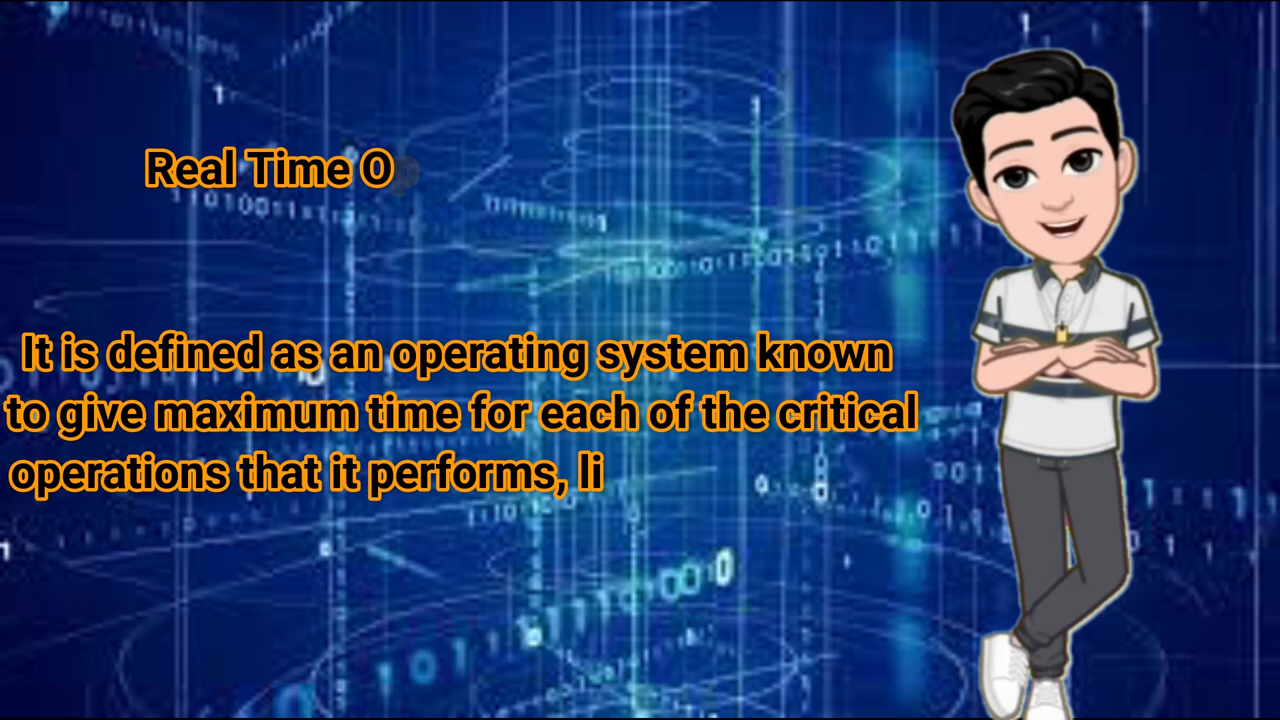 Real Time O
It is defined as an operating system known
to give maximum time for each of the critical
operations that it performs, li